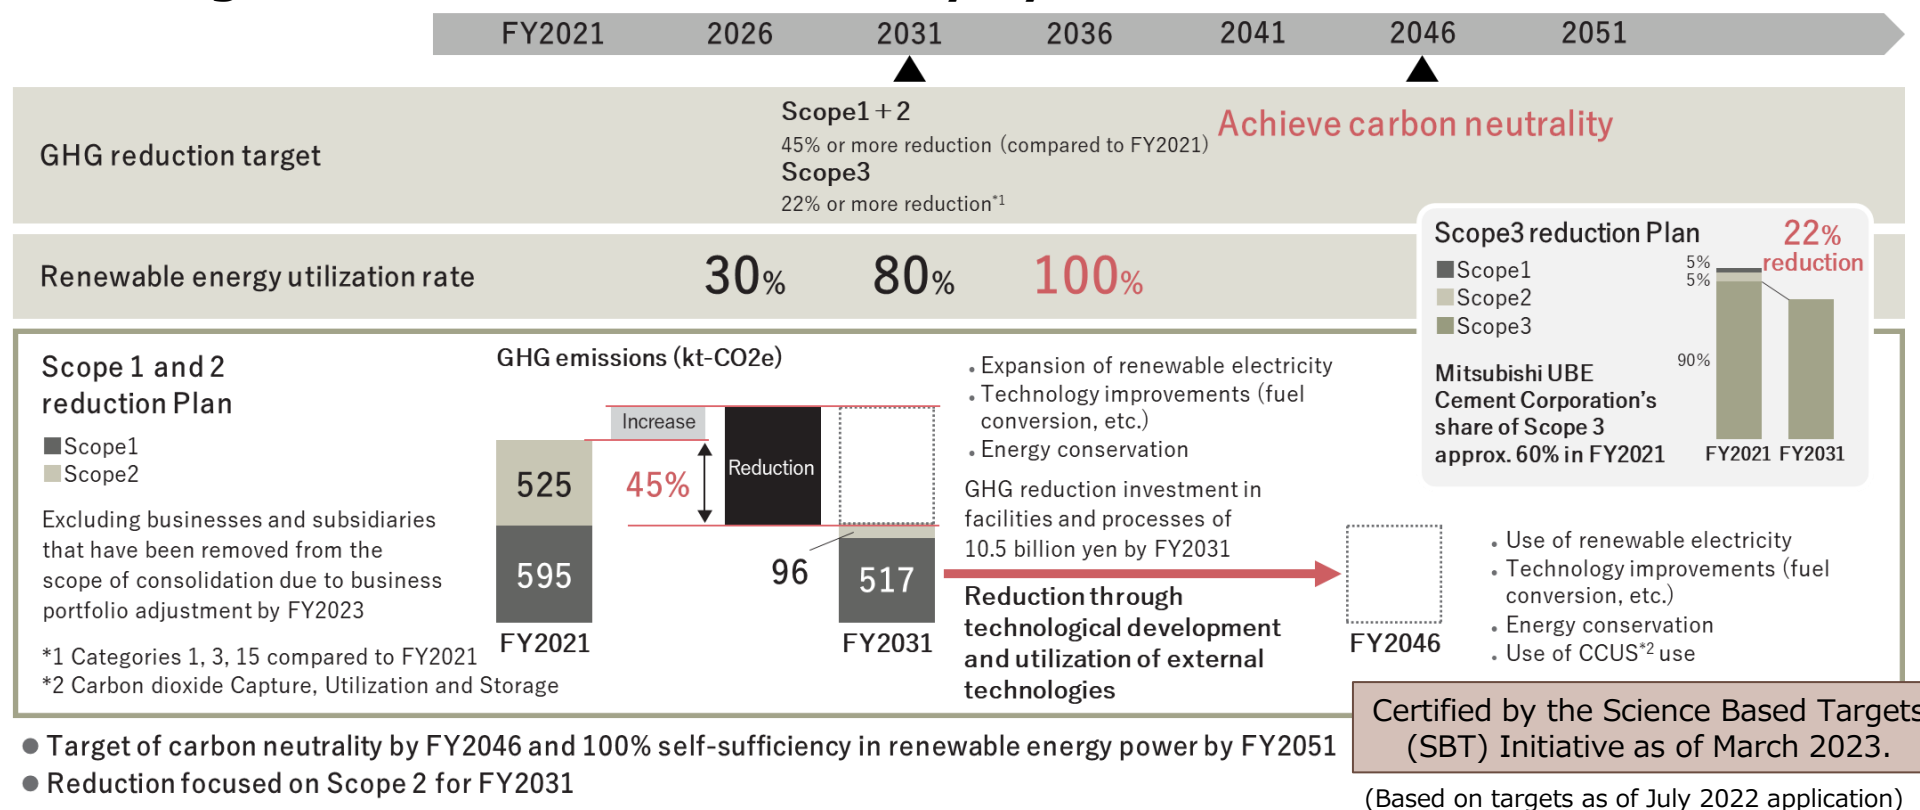 FY2021 2026 2031 2036 2041 2046 2051
GHG reduction target
Scope1+2
45% or more reduction (compared to FY2021)
Scope3
22% or more reduction*1
Achieve carbon neutrality
Renewable energy utilization rate
30% 80% 100%
Scope3 reduction Plan
Scope1
Scope2
Scope3
Mitsubishi UBE
Cement Corporation's
share of Scope 3
approx. 60% in FY2021
22%
reduction
5%
5%
90%
FY2021 FY2031
Scope 1 and 2
reduction Plan
Scope1
Scope2
Excluding businesses and subsidiaries
that have been removed from the
scope of consolidation due to business
portfolio adjustment by FY2023
*1 Categories 1, 3, 15 compared to FY2021
*2 Carbon dioxide Capture, Utilization and Storage
GHG emissions (kt-CO2e)
525
595
FY2021
Increase
45%
Reduction
96
517
FY2031
• Expansion of renewable electricity
• Technology improvements (fuel
conversion, etc.)
• Energy conservation
GHG reduction investment in
facilities and processes of
10.5 billion yen by FY2031
Reduction through
technological development
and utilization of external
technologies
FY2046
• Use of renewable electricity
• Technology improvements (fuel
conversion, etc.)
• Energy conservation
• Use of CCUS*2 use
● Target of carbon neutrality by FY2046 and 100% self-sufficiency in renewable energy power by FY2051
● Reduction focused on Scope 2 for FY2031
Certified by the Science Based Targets
(SBT) Initiative as of March 2023.
(Based on targets as of July 2022 application)